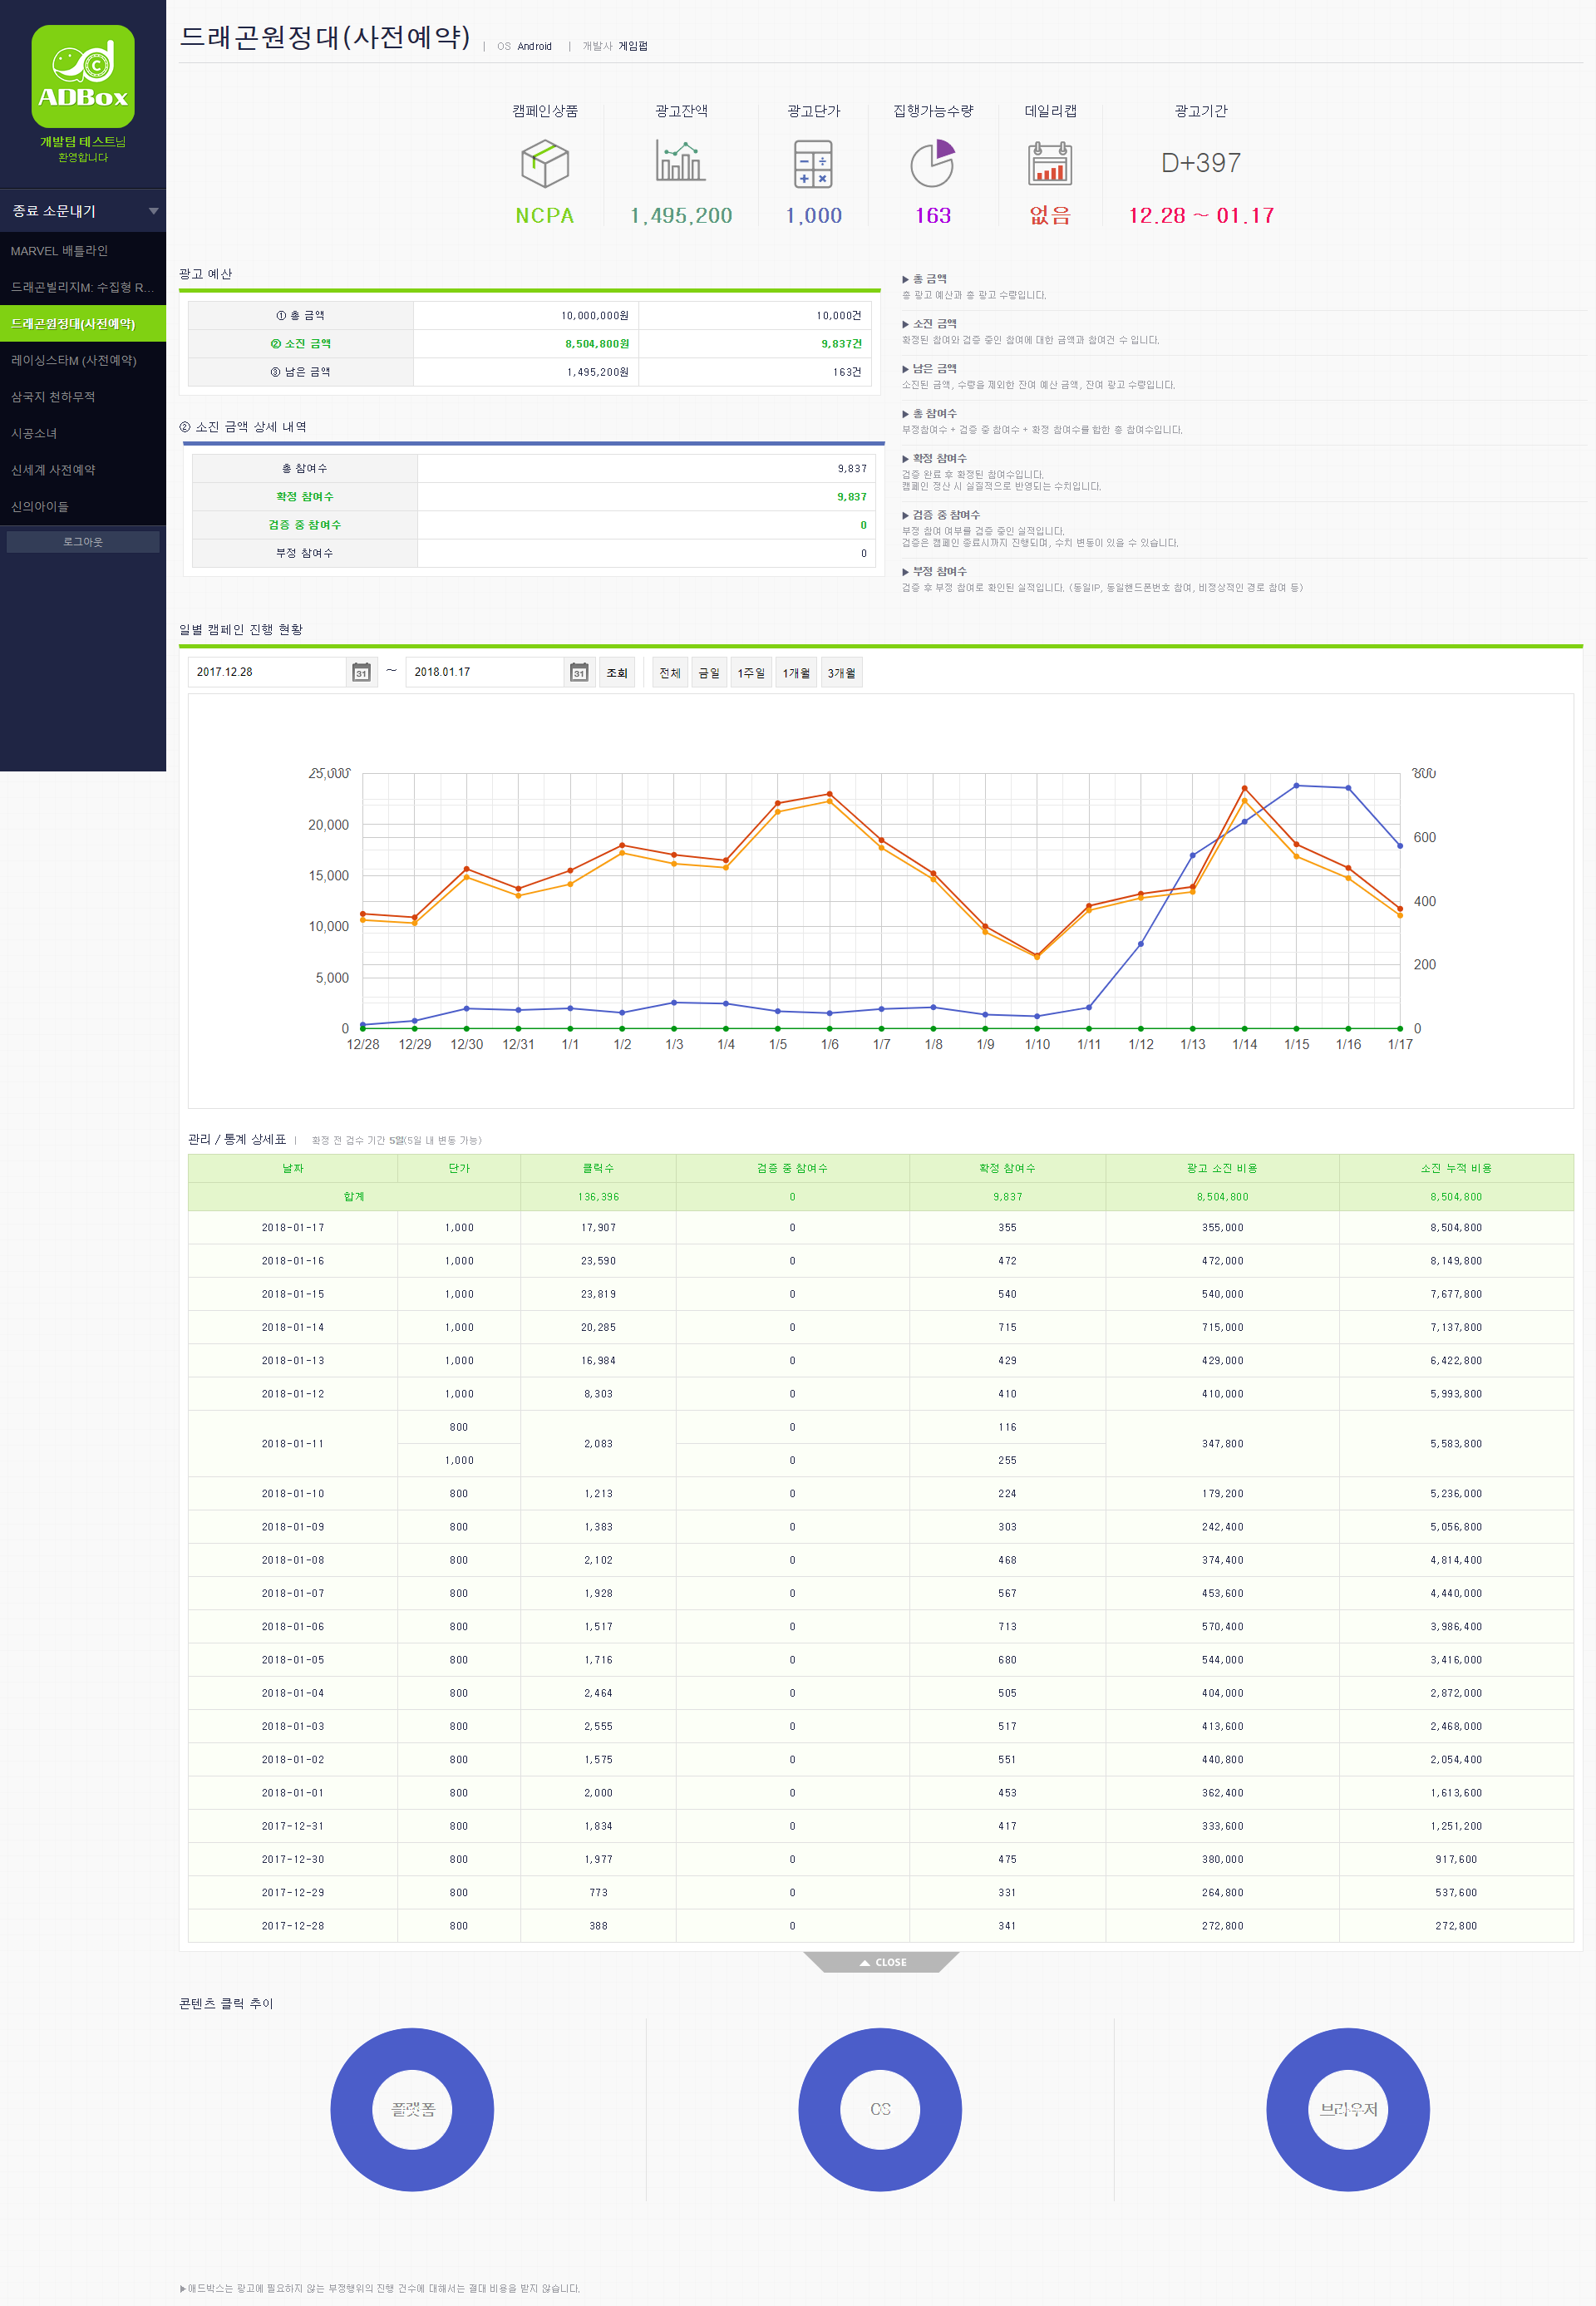 ADBox
개발팀 테스트님
환영합니다
종료 소문내기
MARVEL 배틀라인
드래곤빌리지M: 수집형 R...
드래곤원정대(사전예약)
레이싱스타M (사전예약)
삼국지 천하무적
시공소녀
신세계 사전예약
신의아이들
로그아웃
드래곤원정대(사전예약) | OS Android | 개발사 게임펍
캠페인상품 광고잔액 광고단가 집행가능수량 데일리캡 광고기간
D+397
NCPA 1,495,200 1,000 163 없음 12.28 ~ 01.17
광고 예산
① 총 금액 10,000,000원 10,000건
② 소진 금액 8,504,800원 9,837건
③ 남은 금액 1,495,200원 163건
② 소진 금액 상세 내역
총 참여수 9,837
확정 참여수 9,837
검증 중 참여수 0
부정 참여수 0
▶ 총 금액
총 광고 예산과 총 광고 수량입니다.
▶ 소진 금액
확정된 참여와 검증 중인 참여에 대한 금액과 참여건 수 입니다.
▶ 남은 금액
소진된 금액, 수량을 제외한 잔여 예산 금액, 잔여 광고 수량입니다.
▶ 총 참여수
부정참여수 + 검증 중 참여수 + 확정 참여수를 합한 총 참여수입니다.
▶ 확정 참여수
검증 완료 후 확정된 참여수입니다.
캠페인 정산 시 실질적으로 반영되는 수치입니다.
▶ 검증 중 참여수
부정 참여 여부를 검증 중인 실적입니다.
검증은 캠페인 종료시까지 진행되며, 수치 변동이 있을 수 있습니다.
▶ 부정 참여수
검증 후 부정 참여로 확인된 실적입니다. (동일IP, 동일핸드폰번호 참여, 비정상적인 경로 참여 등)
일별 캠페인 진행 현황
2017.12.28 31 ~ 2018.01.17 31 조회 전체 금일 1주일 1개월 3개월
25,000 800
20,000 600
15,000 400
10,000
5,000 200
0 0
12/28 12/29 12/30 12/31 1/1 1/2 1/3 1/4 1/5 1/6 1/7 1/8 1/9 1/10 1/11 1/12 1/13 1/14 1/15 1/16 1/17
관리 / 통계 상세표 | 확정 전 검수 기간 5일(5일 내 변동 가능)
날짜 단가 클릭수 검증 중 참여수 확정 참여수 광고 소진 비용 소진 누적 비용
합계 136,396 0 9,837 8,504,800 8,504,800
2018-01-17 1,000 17,907 0 355 355,000 8,504,800
2018-01-16 1,000 23,590 0 472 472,000 8,149,800
2018-01-15 1,000 23,819 0 540 540,000 7,677,800
2018-01-14 1,000 20,285 0 715 715,000 7,137,800
2018-01-13 1,000 16,984 0 429 429,000 6,422,800
2018-01-12 1,000 8,303 0 410 410,000 5,993,800
800 0 116
2018-01-11 2,083 347,800 5,583,800
1,000 0 255
2018-01-10 800 1,213 0 224 179,200 5,236,000
2018-01-09 800 1,383 0 303 242,400 5,056,800
2018-01-08 800 2,102 0 468 374,400 4,814,400
2018-01-07 800 1,928 0 567 453,600 4,440,000
2018-01-06 800 1,517 0 713 570,400 3,986,400
2018-01-05 800 1,716 0 680 544,000 3,416,000
2018-01-04 800 2,464 0 505 404,000 2,872,000
2018-01-03 800 2,555 0 517 413,600 2,468,000
2018-01-02 800 1,575 0 551 440,800 2,054,400
2018-01-01 800 2,000 0 453 362,400 1,613,600
2017-12-31 800 1,834 0 417 333,600 1,251,200
2017-12-30 800 1,977 0 475 380,000 917,600
2017-12-29 800 773 0 331 264,800 537,600
2017-12-28 800 388 0 341 272,800 272,800
CLOSE
콘텐츠 클릭 추이
플랫폼 OS 브라우저
▶애드박스는 광고에 필요하지 않는 부정행위의 진행 건수에 대해서는 결대 비용을 받지 않습니다.